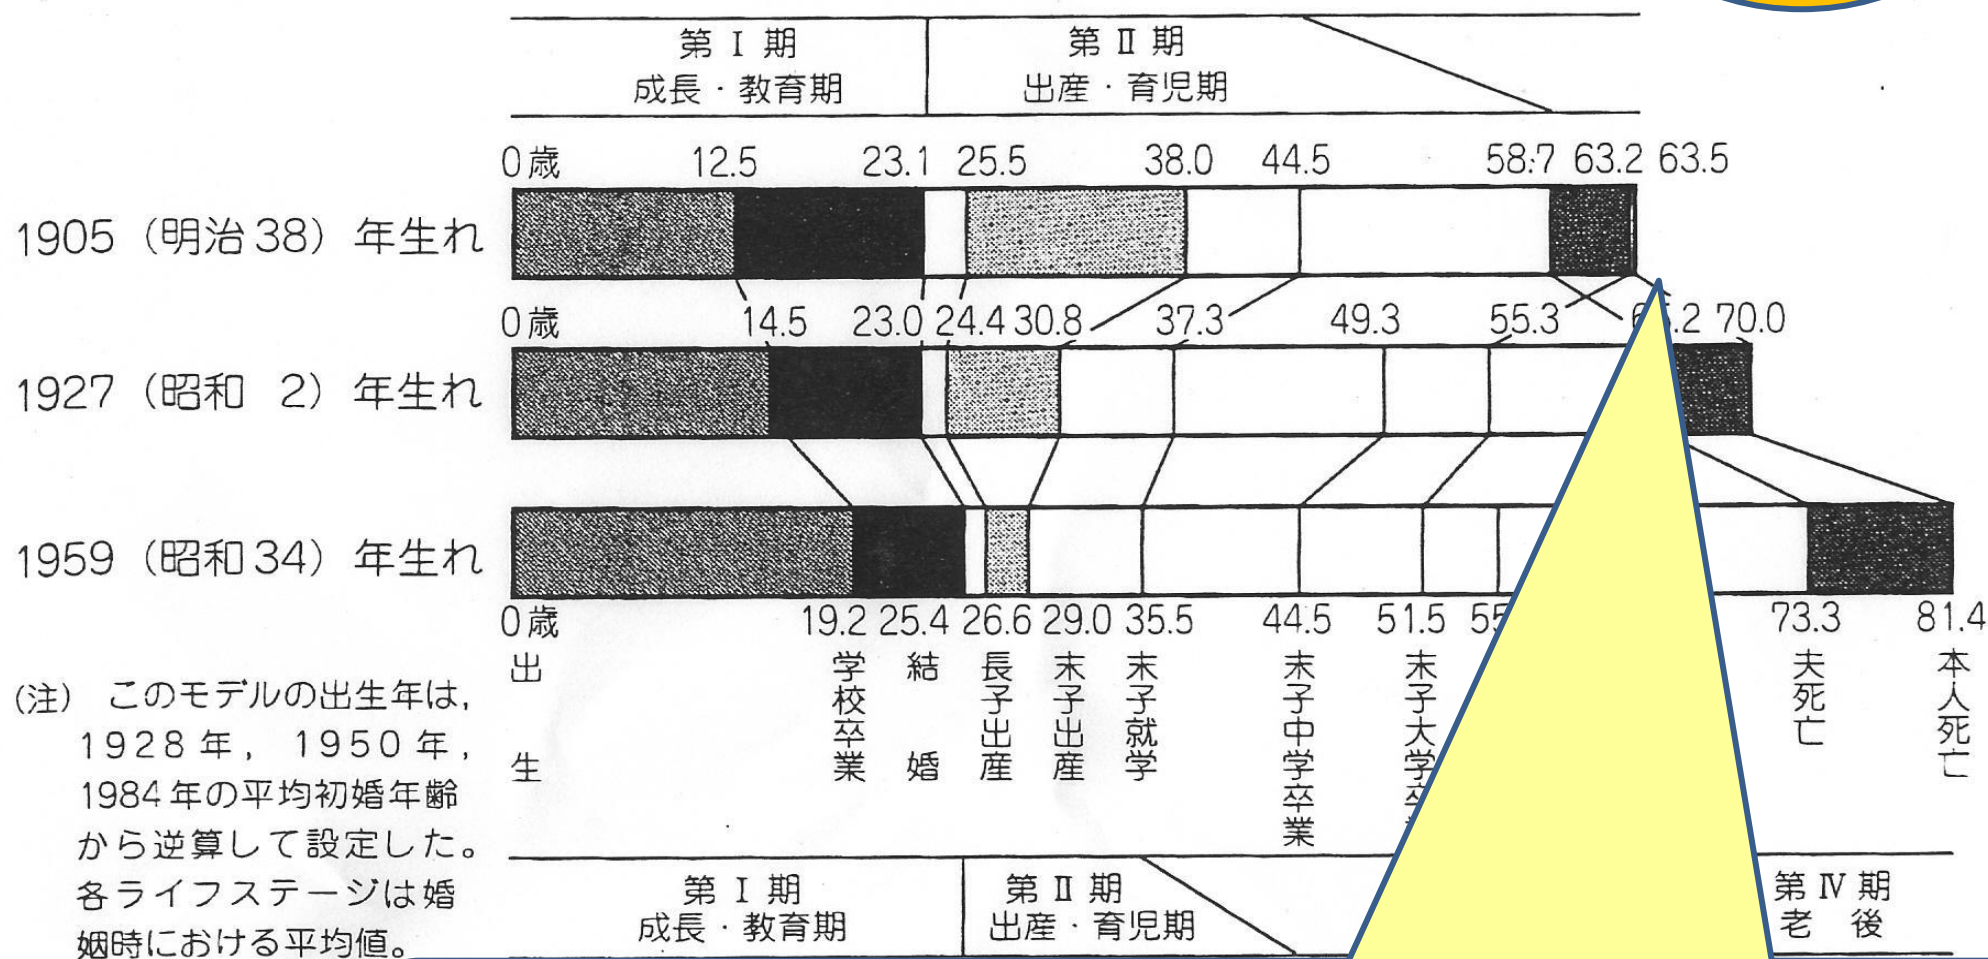 第Ⅰ期 第Ⅱ期
成長・教育期 出産・育児期
0歳 12.5 23.1 25.5 38.0 44.5 58.7 63.2 63.5
1905（明治38）年生れ
0歳 14.5 23.0 24.4 30.8 37.3 49.3 55.3 .2 70.0
1927（昭和 2）年生れ
1959（昭和34）年生れ
0歳 19.2 25.4 26.6 29.0 35.5 44.5 51.5 55 73.3 81.4
出生
学校卒業
結婚
長子出産
末子出産
末子就学
末子中学卒業
末子大学卒
夫死亡
本人死亡
(注) このモデルの出生年は，
1928年，1950年，
1984年の平均初婚年齢
から逆算して設定した。
各ライフステージは婚
姻時における平均値。
第Ⅰ期 第Ⅱ期 第Ⅳ期
成長・教育期 出産・育児期 老後